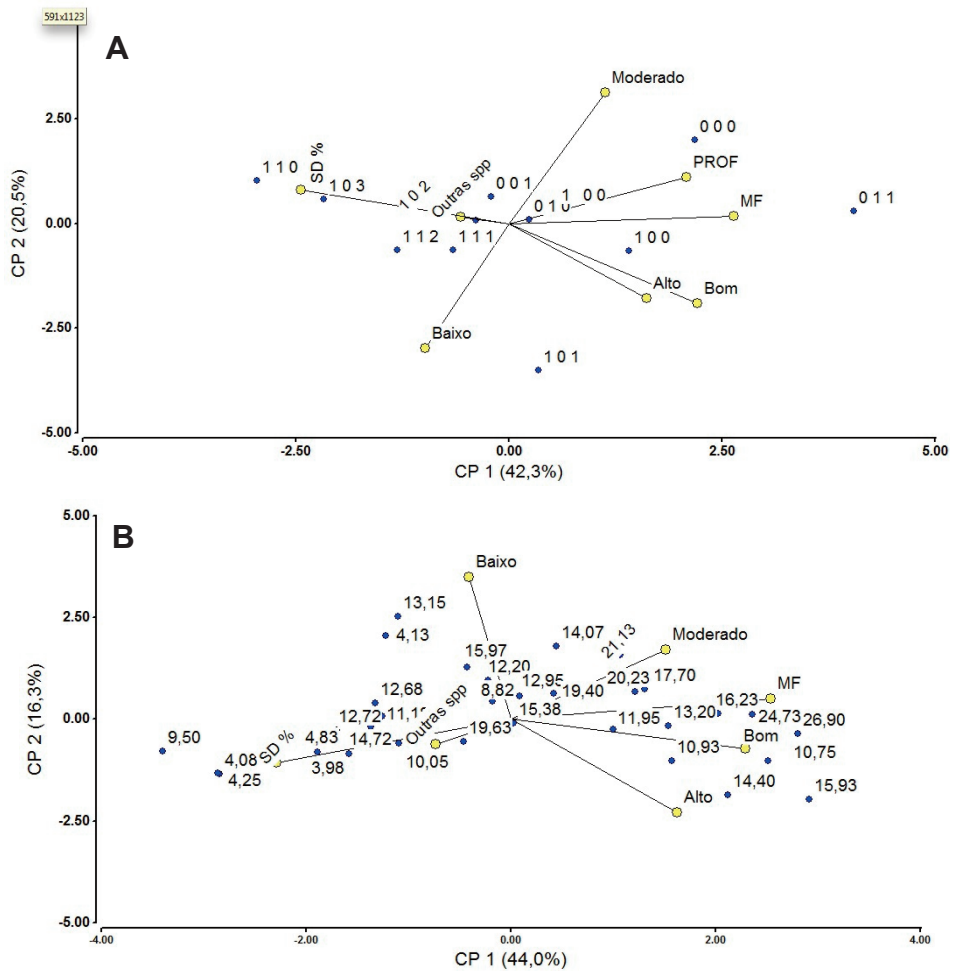 591x1123
A
Moderado
2.50
0 0 0
1 1 0
SD %
PROF
1 0 3
1 0 2
Outras spp
0 0 1
1 00
0 1 0
MF
0 1 1
0.00
1 1 2
1 1 1
1 0 0
Alto
Bom
-2.50
Baixo
1 0 1
-5.00
-5.00
-2.50
0.00
2.50
5.00
CP 2 (20,5%)
CP 1 (42,3%)
5.00
B
Baixo
2.50
13,15
4,13
14,07
21,13
Moderado
15,97
12,20
12,95
20,23
17,70
MF
12,68
8,82
19,40
16,23
Outras spp
15,38
12,72
13,20
24,73
26,90
0.00
9,50
SD %
4,83
14,72
19,63
11,95
Bom
4,08
3,98
10,05
10,93
10,75
4,25
14,40
15,93
Alto
-2.50
-5.00
-4.00
-2.00
0.00
2.00
4.00
CP 2 (16,3%)
CP 1 (44,0%)